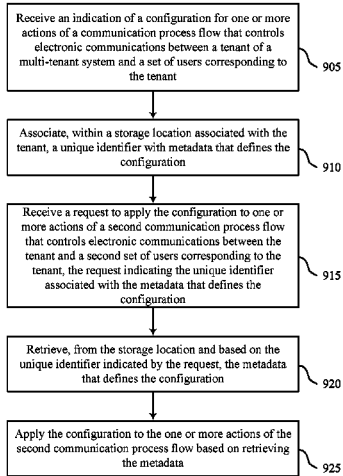 Receive an indication of a configuration for one or more
actions of a communication process flow that controls
electronic communications between a tenant of a
multi-tenant system and a set of users corresponding to
the tenant
905
Associate, within a storage location associated with the
tenant, a unique identifier with metadata that defines the
configuration
910
Receive a request to apply the configuration to one or
more actions of a second communication process flow
that controls electronic communications between the
tenant and a second set of users corresponding to the
tenant, the request indicating the unique identifier
associated with the metadata that defines the
configuration
915
Retrieve, from the storage location and based on the
unique identifier indicated by the request, the metadata
that defines the configuration
920
Apply the configuration to the one or more actions of the
second communication process flow based on retrieving
the metadata
925